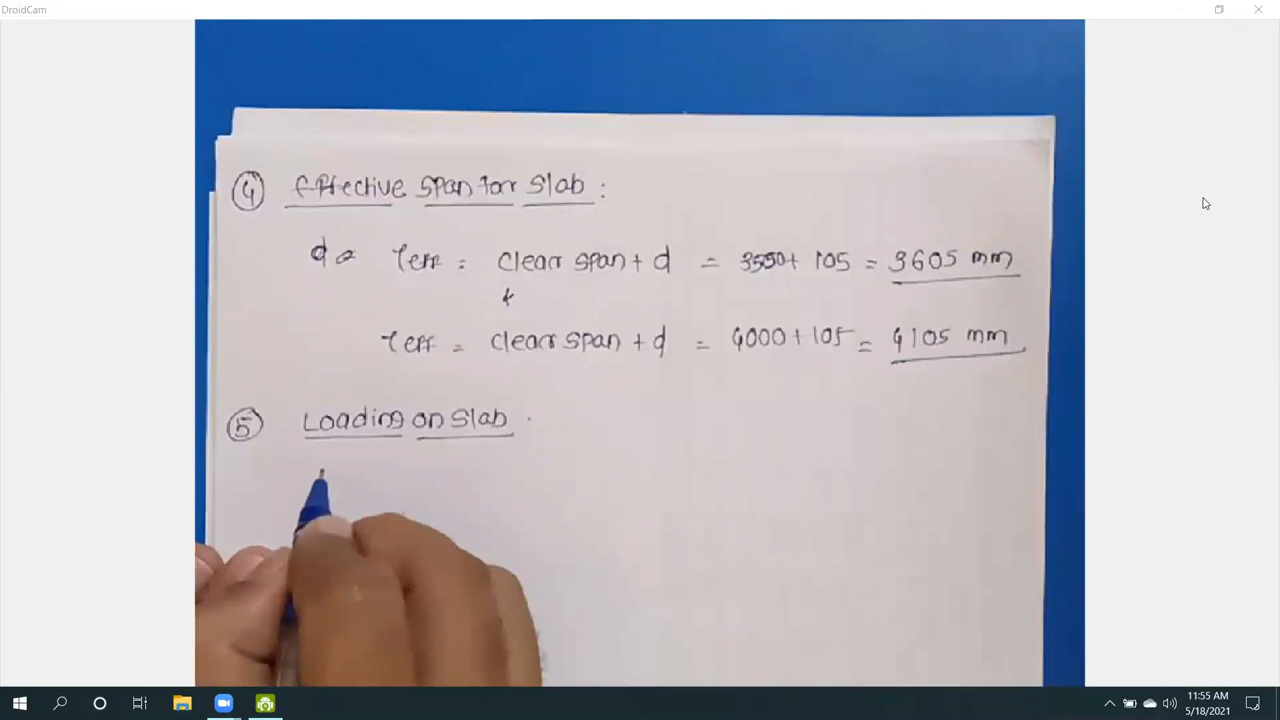 DroidCam
④ Effective Span for Slab :
leff = clear span + d = 3500 + 105 = 3605 mm
&
leff = clear span + d = 4000 + 105 = 4105 mm
⑤ Loading on Slab .
11:55 AM
5/18/2021